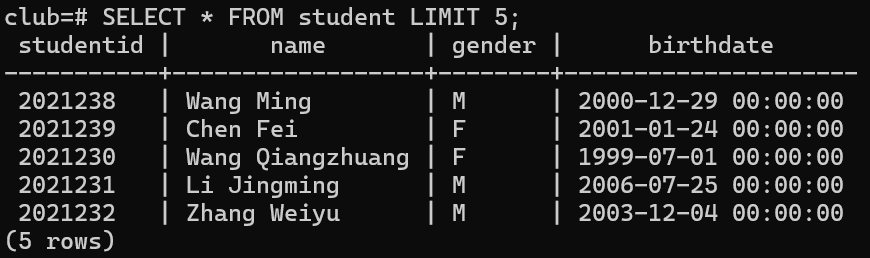 club=# SELECT * FROM student LIMIT 5;
 studentid |       name       | gender |      birthdate
-----------+------------------+--------+---------------------
 2021238   | Wang Ming        | M      | 2000-12-29 00:00:00
 2021239   | Chen Fei         | F      | 2001-01-24 00:00:00
 2021230   | Wang Qiangzhuang | F      | 1999-07-01 00:00:00
 2021231   | Li Jingming      | M      | 2006-07-25 00:00:00
 2021232   | Zhang Weiyu      | M      | 2003-12-04 00:00:00
(5 rows)